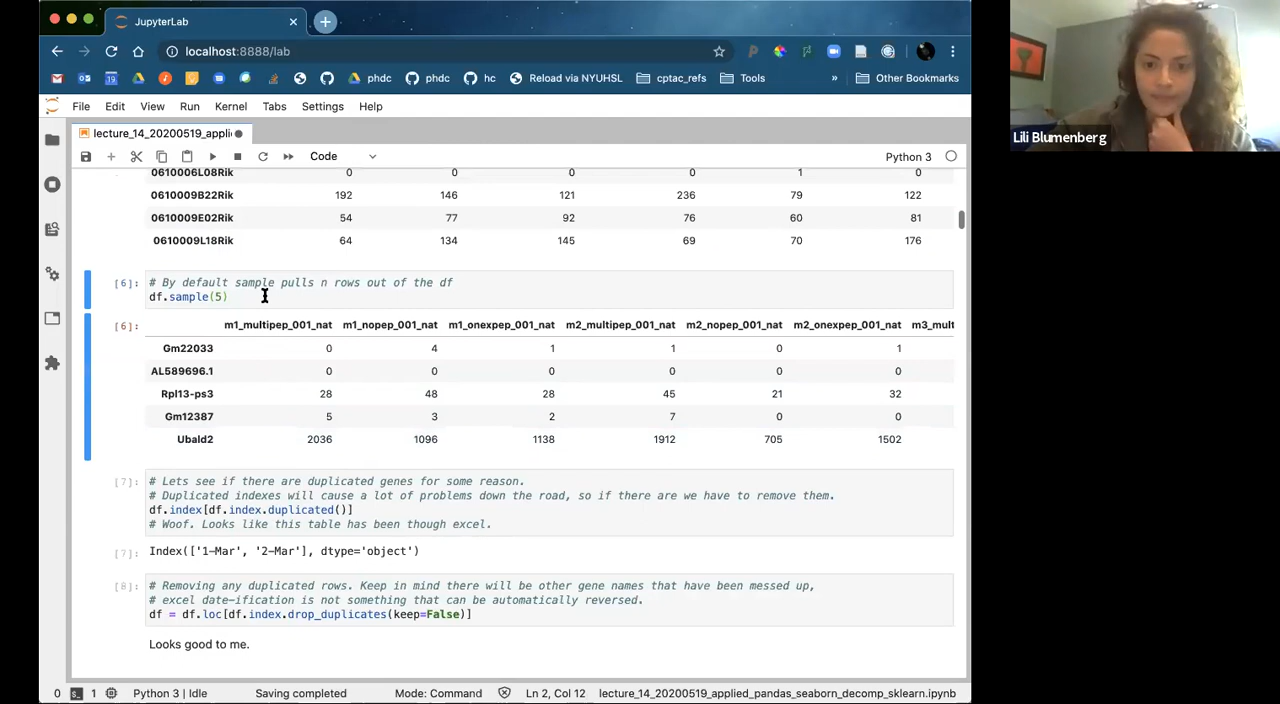 JupyterLab
localhost:8888/lab
phdc
phdc
hc
Reload via NYUHSL
cptac_refs
Tools
»
Other Bookmarks
File Edit View Run Kernel Tabs Settings Help
lecture_14_20200519_appli
Code
Python 3
0610006L08Rik 0 0 0 0 1 0
0610009B22Rik 192 146 121 236 79 122
0610009E02Rik 54 77 92 76 60 81
0610009L18Rik 64 134 145 69 70 176
[6]: # By default sample pulls n rows out of the df
df.sample(5)
[6]: m1_multipep_001_nat m1_nopep_001_nat m1_onexpep_001_nat m2_multipep_001_nat m2_nopep_001_nat m2_onexpep_001_nat m3_mult
Gm22033 0 4 1 1 0 1
AL589696.1 0 0 0 0 0 0
Rpl13-ps3 28 48 28 45 21 32
Gm12387 5 3 2 7 0 0
Ubald2 2036 1096 1138 1912 705 1502
[7]: # Lets see if there are duplicated genes for some reason.
# Duplicated indexes will cause a lot of problems down the road, so if there are we have to remove them.
df.index[df.index.duplicated()]
# Woof. Looks like this table has been though excel.
[7]: Index(['1-Mar', '2-Mar'], dtype='object')
[8]: # Removing any duplicated rows. Keep in mind there will be other gene names that have been messed up,
# excel date-ification is not something that can be automatically reversed.
df = df.loc[df.index.drop_duplicates(keep=False)]
Looks good to me.
0 1 Python 3 | Idle Saving completed Mode: Command Ln 2, Col 12 lecture_14_20200519_applied_pandas_seaborn_decomp_sklearn.ipynb
Lili Blumenberg